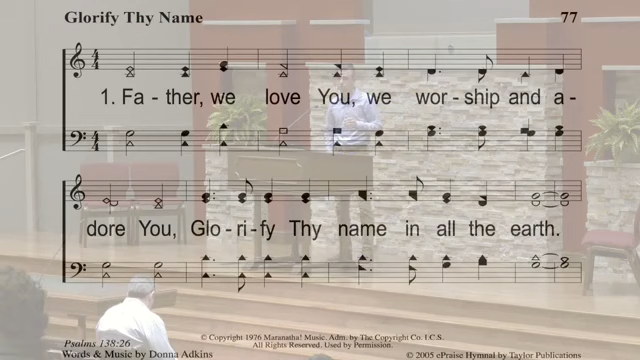 Glorify Thy Name 77
1. Fa - ther, we love You, we wor - ship and a -
dore You, Glo - ri - fy Thy name in all the earth.
Psalms 138:26
Words & Music by Donna Adkins
© Copyright 1976 Maranatha! Music. Adm. by The Copyright Co. I.C.S.
All Rights Reserved. Used by Permission.
© 2005 ePraise Hymnal by Taylor Publications